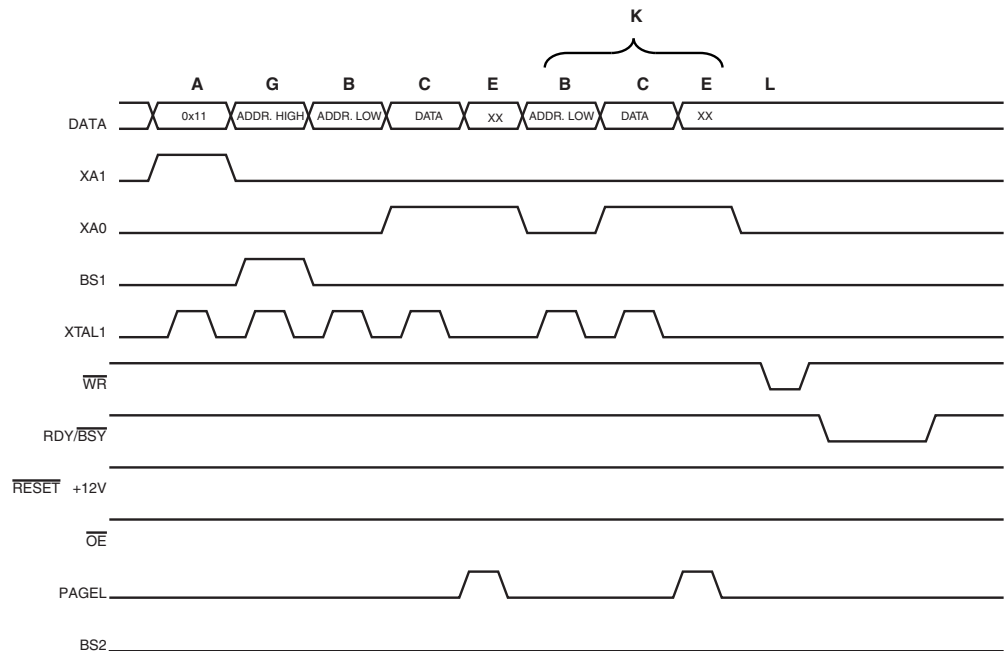 K
A G B C E B C E L
DATA 0x11 ADDR. HIGH ADDR. LOW DATA XX ADDR. LOW DATA XX
XA1
XA0
BS1
XTAL1
WR
RDY/BSY
RESET +12V
OE
PAGEL
BS2